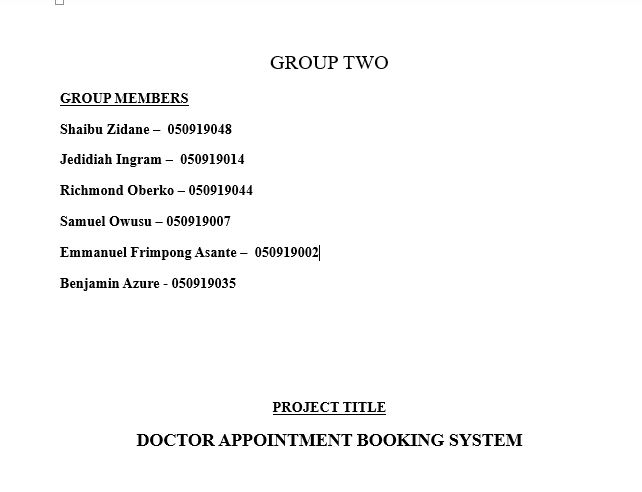 GROUP TWO
GROUP MEMBERS
Shaibu Zidane – 050919048
Jedidiah Ingram – 050919014
Richmond Oberko – 050919044
Samuel Owusu – 050919007
Emmanuel Frimpong Asante – 050919002
Benjamin Azure - 050919035
PROJECT TITLE
DOCTOR APPOINTMENT BOOKING SYSTEM